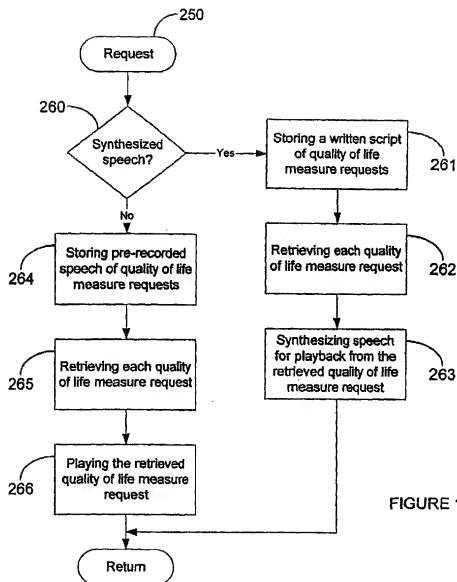 250
Request
260
Synthesized
speech?
Yes
Storing a written script
of quality of life
measure requests
261
No
Storing pre-recorded
speech of quality of life
measure requests
264
Retrieving each quality
of life measure request
262
Retrieving each quality
of life measure request
265
Synthesizing speech
for playback from the
retrieved quality of life
measure request
263
Playing the retrieved
quality of life measure
request
266
FIGURE
Return